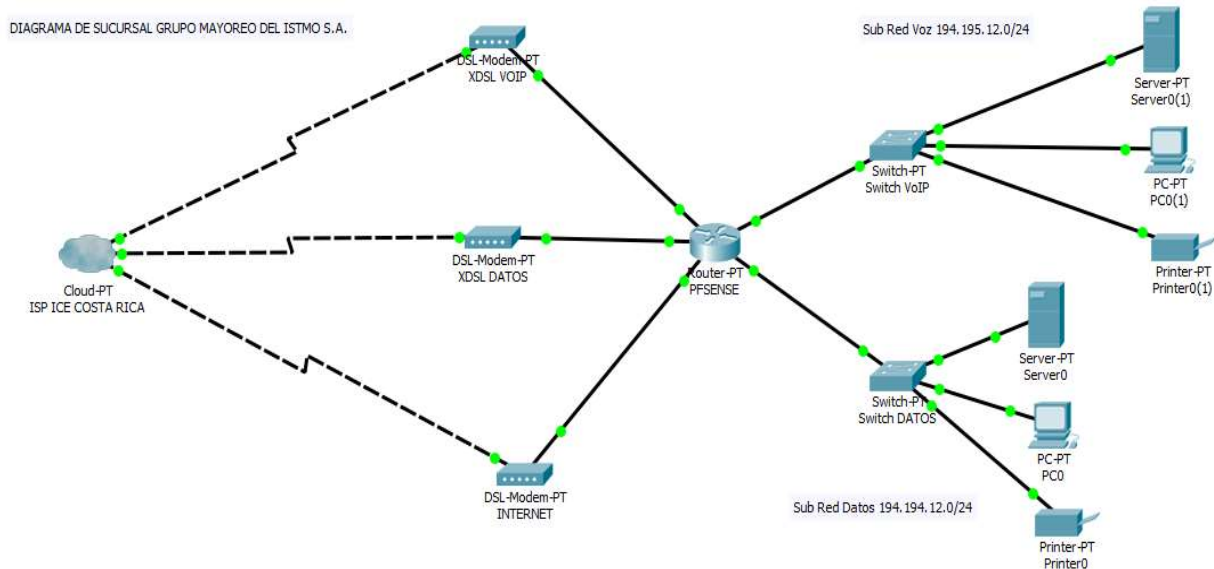 DIAGRAMA DE SUCURSAL GRUPO MAYOREO DEL ISTMO S.A.
DSL-Modem-PT
XDSL VOIP
Sub Red Voz 194.195.12.0/24
Server-PT
Server0(1)
Switch-PT
Switch VoIP
PC-PT
PC0(1)
Printer-PT
Printer0(1)
Cloud-PT
ISP ICE COSTA RICA
DSL-Modem-PT
XDSL DATOS
Router-PT
PFSENSE
Server-PT
Server0
Switch-PT
Switch DATOS
PC-PT
PC0
DSL-Modem-PT
INTERNET
Sub Red Datos 194.194.12.0/24
Printer-PT
Printer0